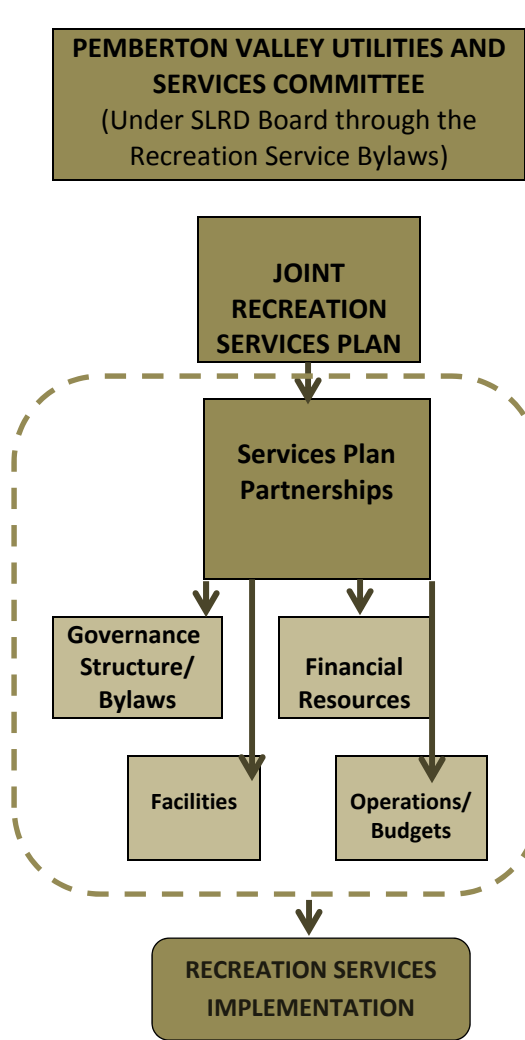 PEMBERTON VALLEY UTILITIES AND
SERVICES COMMITTEE
(Under SLRD Board through the
Recreation Service Bylaws)
JOINT
RECREATION
SERVICES PLAN
Services Plan
Partnerships
Governance
Structure/
Bylaws
Financial
Resources
Facilities
Operations/
Budgets
RECREATION SERVICES
IMPLEMENTATION